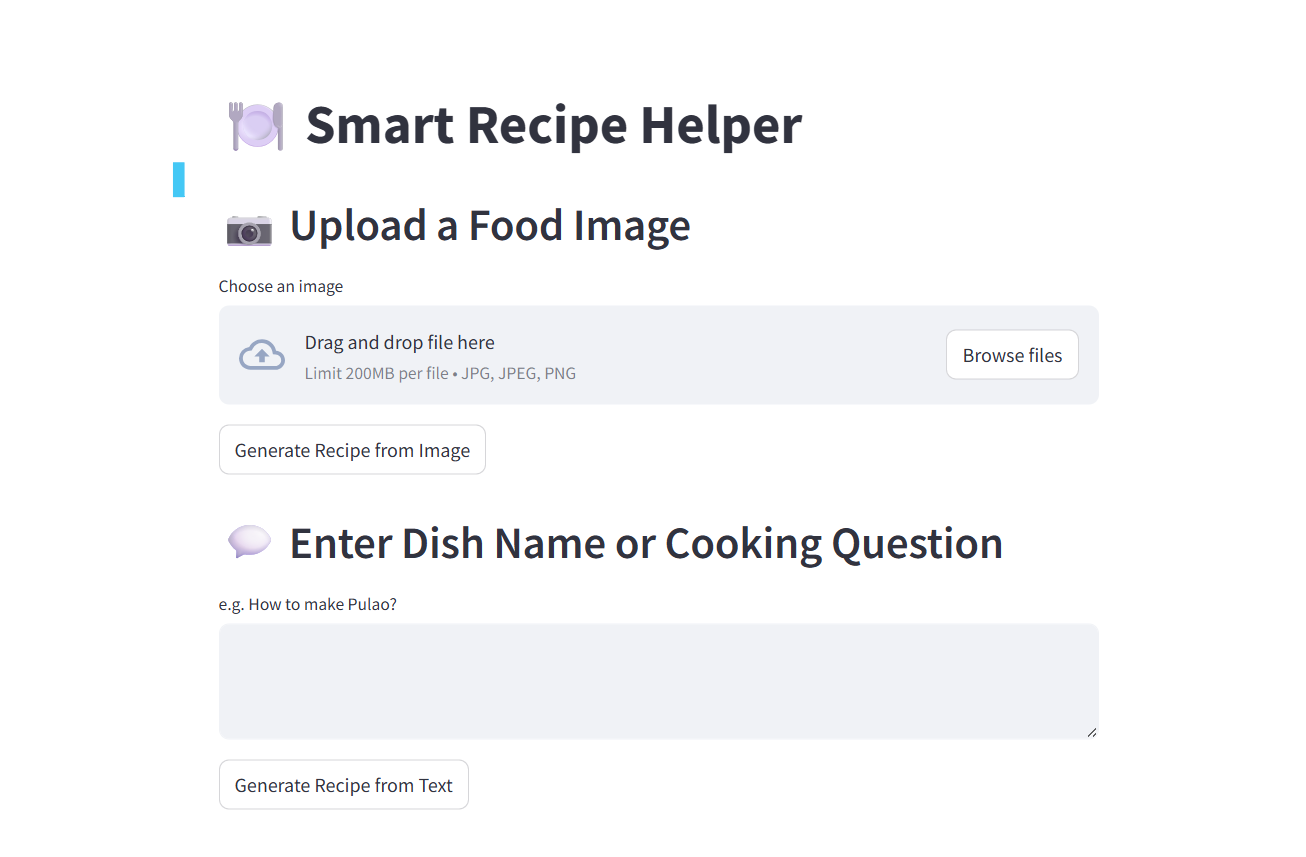 Smart Recipe Helper
Upload a Food Image
Choose an image
Drag and drop file here
Limit 200MB per file • JPG, JPEG, PNG
Browse files
Generate Recipe from Image
Enter Dish Name or Cooking Question
e.g. How to make Pulao?
Generate Recipe from Text